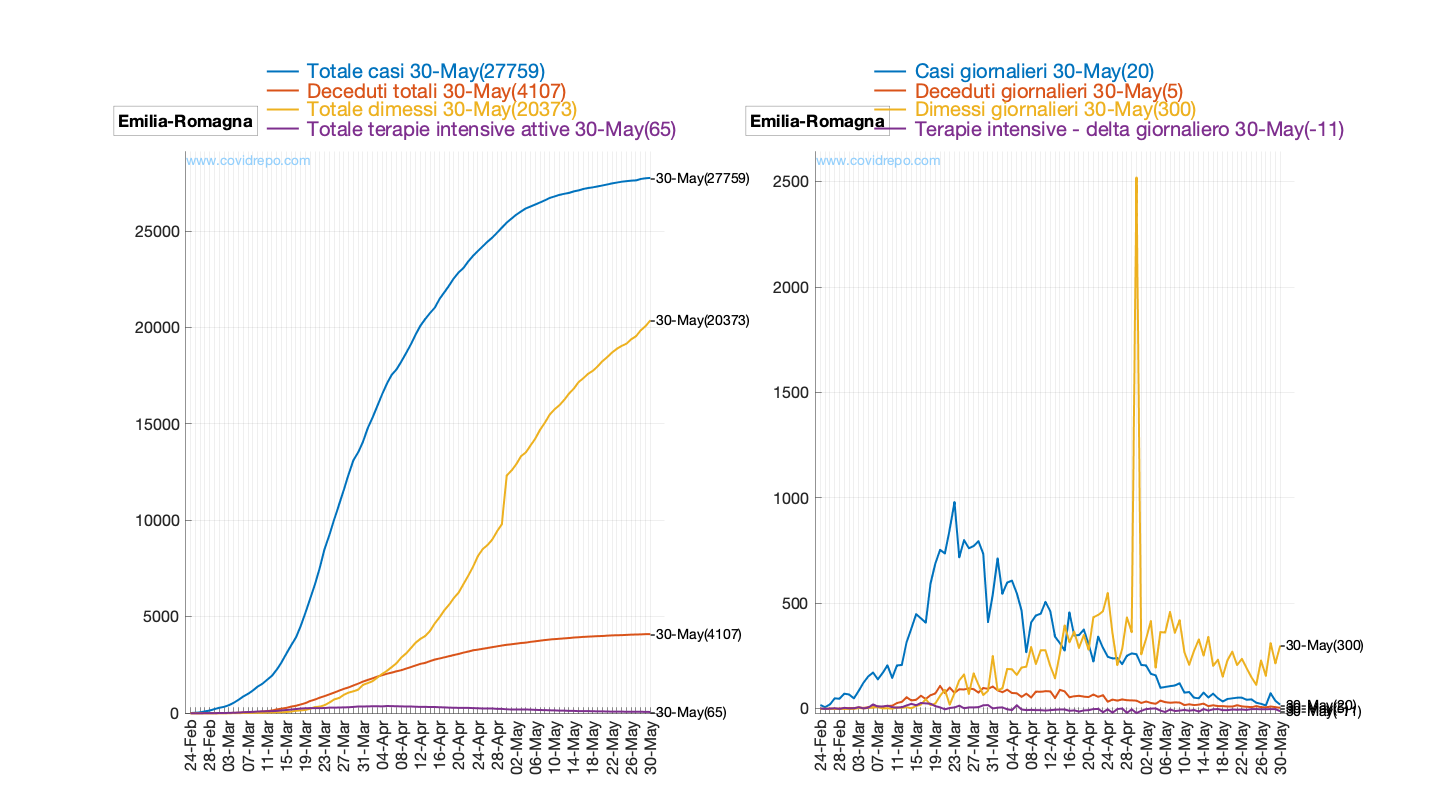 Totale casi 30-May(27759)
Deceduti totali 30-May(4107)
Totale dimessi 30-May(20373)
Totale terapie intensive attive 30-May(65)
Emilia-Romagna
www.covidrepo.com
30-May(27759)
30-May(20373)
30-May(4107)
30-May(65)
25000
20000
15000
10000
5000
0
24-Feb
28-Feb
03-Mar
07-Mar
11-Mar
15-Mar
19-Mar
23-Mar
27-Mar
31-Mar
04-Apr
08-Apr
12-Apr
16-Apr
20-Apr
24-Apr
28-Apr
02-May
06-May
10-May
14-May
18-May
22-May
26-May
30-May
Casi giornalieri 30-May(20)
Deceduti giornalieri 30-May(5)
Dimessi giornalieri 30-May(300)
Terapie intensive - delta giornaliero 30-May(-11)
Emilia-Romagna
www.covidrepo.com
2500
2000
1500
1000
500
0
30-May(300)
30-May(20)
30-May(-11)
24-Feb
28-Feb
03-Mar
07-Mar
11-Mar
15-Mar
19-Mar
23-Mar
27-Mar
31-Mar
04-Apr
08-Apr
12-Apr
16-Apr
20-Apr
24-Apr
28-Apr
02-May
06-May
10-May
14-May
18-May
22-May
26-May
30-May